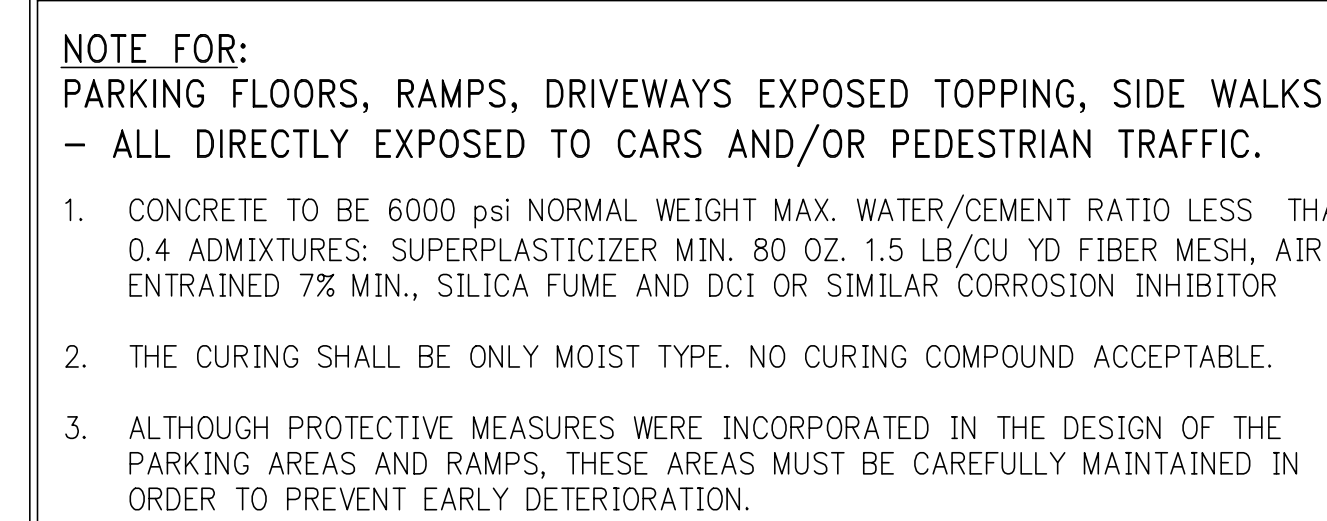 NOTE FOR:
PARKING FLOORS, RAMPS, DRIVEWAYS EXPOSED TOPPING, SIDE WALKS
– ALL DIRECTLY EXPOSED TO CARS AND/OR PEDESTRIAN TRAFFIC.
1. CONCRETE TO BE 6000 psi NORMAL WEIGHT MAX. WATER/CEMENT RATIO LESS
0.4 ADMIXTURES: SUPERPLASTICIZER MIN. 80 OZ. 1.5 LB/CU YD FIBER MESH, AIR
ENTRAINED 7% MIN., SILICA FUME AND DCI OR SIMILAR CORROSION INHIBITOR
2. THE CURING SHALL BE ONLY MOIST TYPE. NO CURING COMPOUND ACCEPTABLE.
3. ALTHOUGH PROTECTIVE MEASURES WERE INCORPORATED IN THE DESIGN OF THE
PARKING AREAS AND RAMPS, THESE AREAS MUST BE CAREFULLY MAINTAINED IN
ORDER TO PREVENT EARLY DETERIORATION.